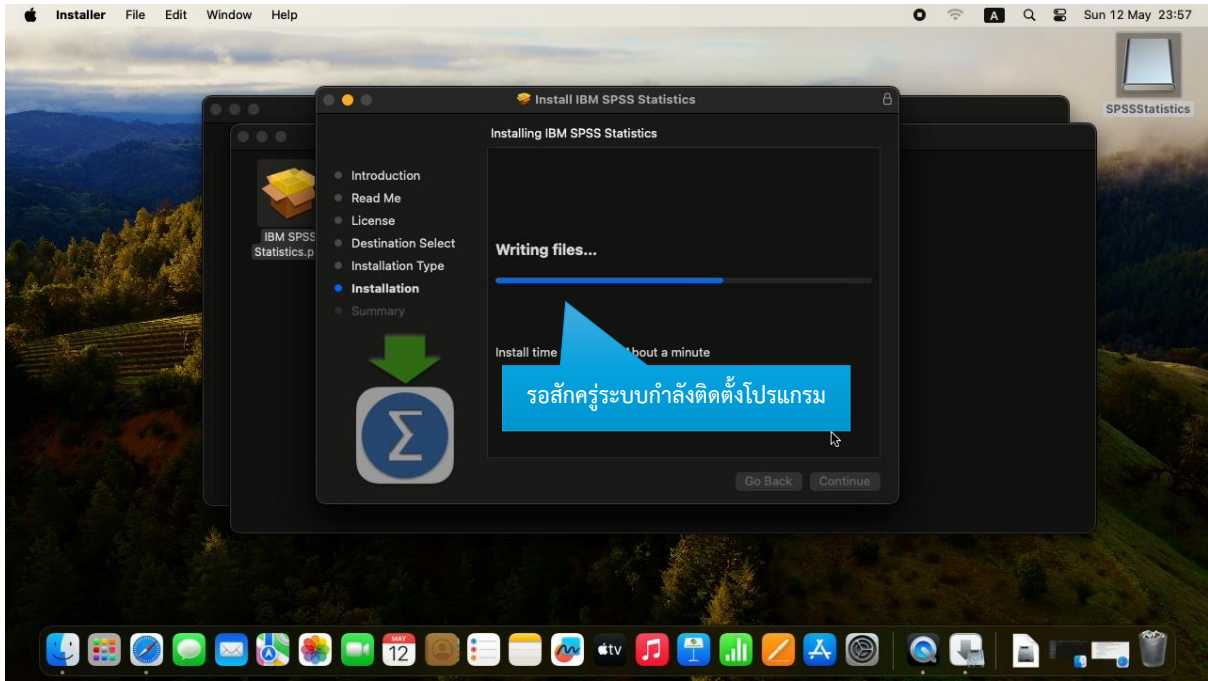 Installer File Edit Window Help
A
Sun 12 May 23:57
SPSSStatistics
Install IBM SPSS Statistics
Installing IBM SPSS Statistics
Introduction
Read Me
License
Destination Select
Installation Type
Installation
Summary
IBM SPSS
Statistics.p
Writing files...
Install time
About a minute
รอสักครู่ระบบกำลังติดตั้งโปรแกรม
Σ
Go Back Continue
MAY
12
tv